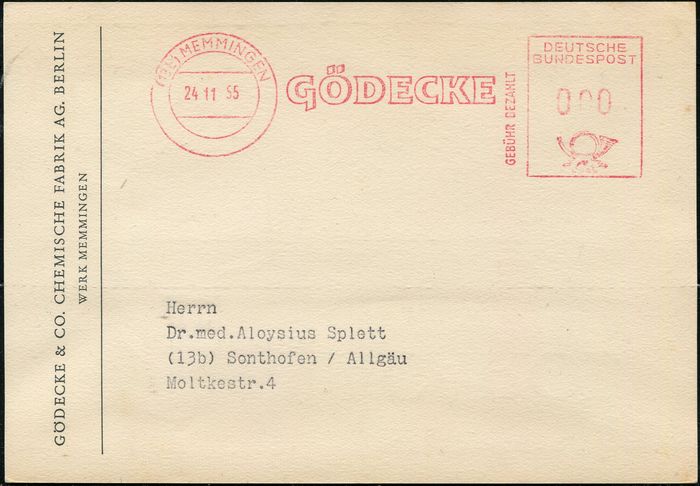 GÖDECKE & CO. CHEMISCHE FABRIK AG. BERLIN
WERK MEMMINGEN
(13b) MEMMINGEN
24 11 55
GÖDECKE
GEBÜHR BEZAHLT
DEUTSCHE
BUNDESPOST
000
Herrn
Dr.med.Aloysius Splett
(13b) Sonthofen / Allgäu
Moltkestr.4